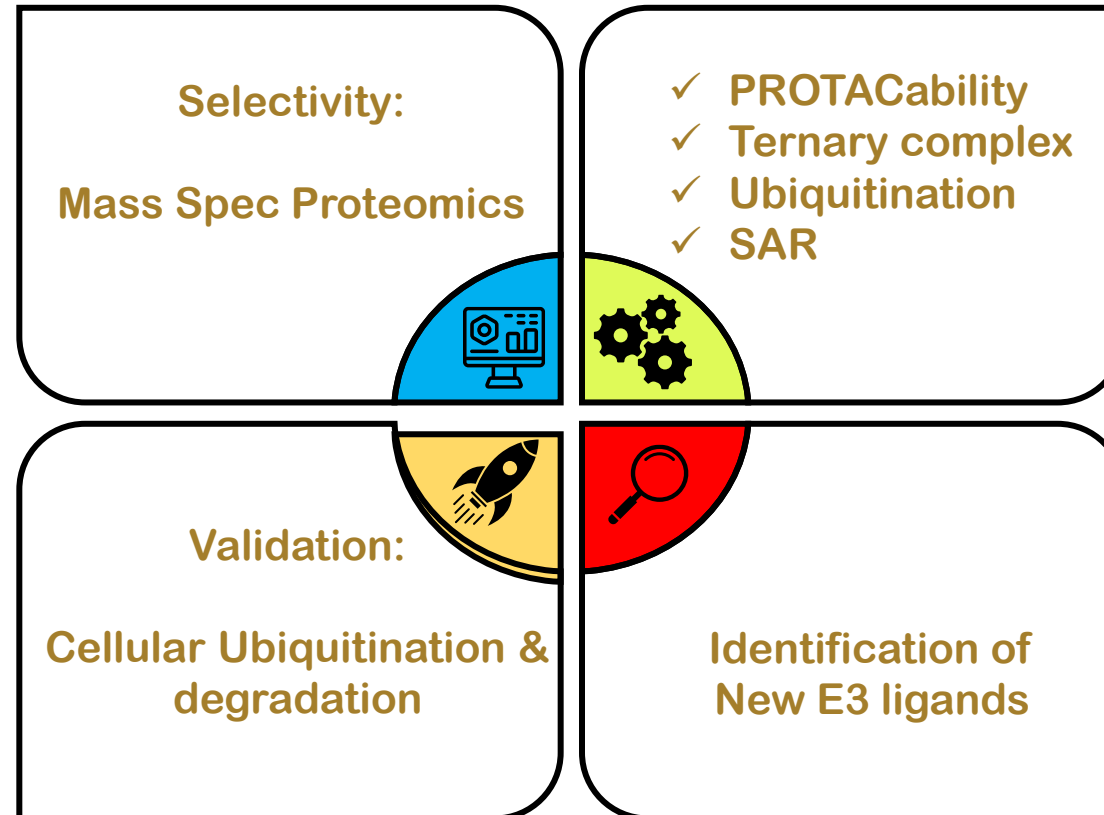 Selectivity:
Mass Spec Proteomics
✓ PROTACability
✓ Ternary complex
✓ Ubiquitination
✓ SAR
Validation:
Cellular Ubiquitination &
degradation
Identification of
New E3 ligands